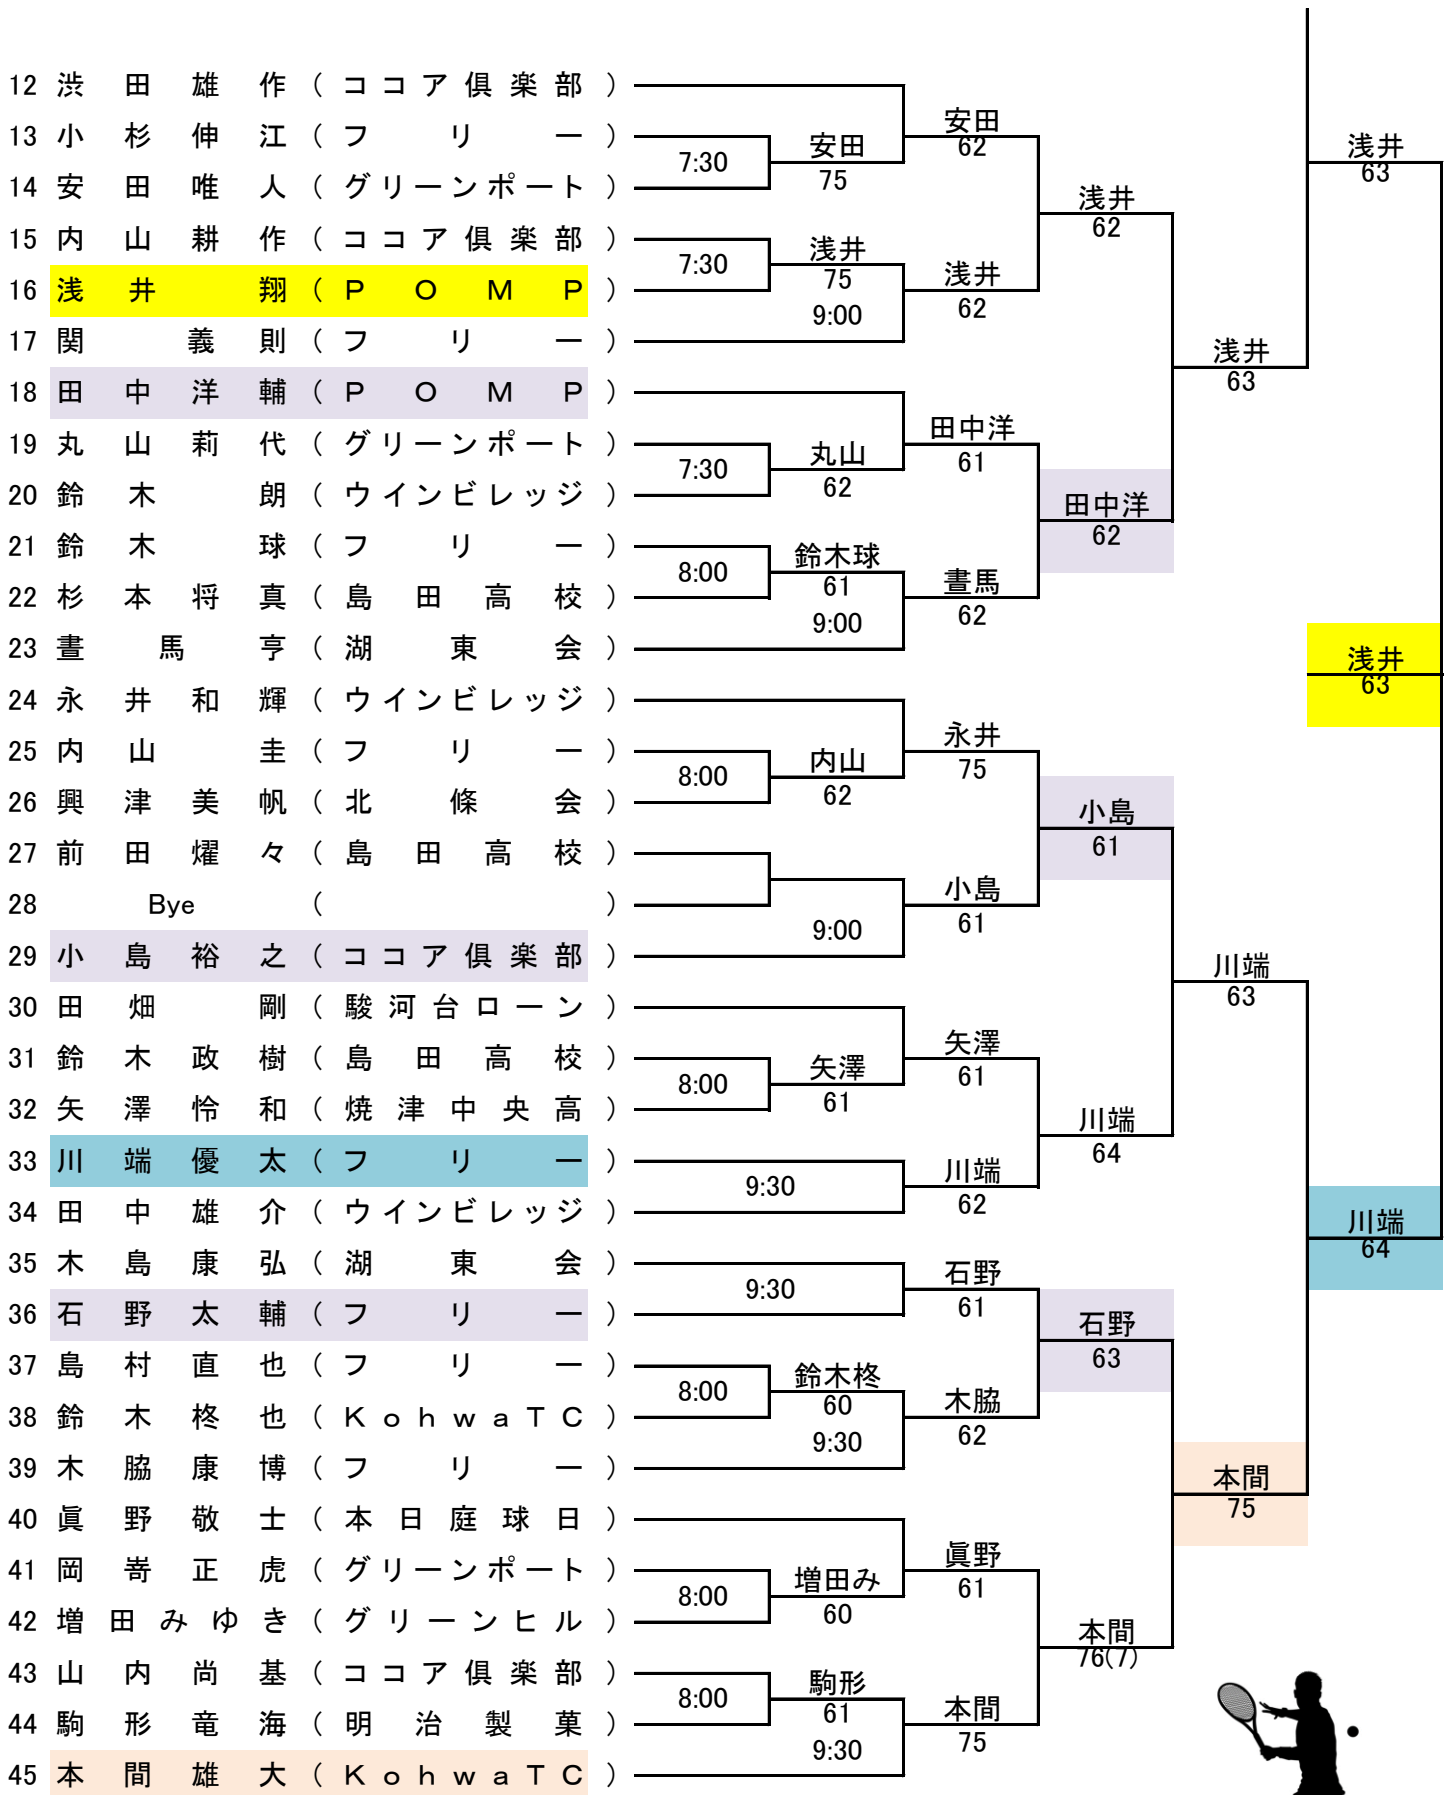 12 渋田雄作(ココア倶楽部)
13 小杉伸江(フリー)
14 安田唯人(グリーンポート)
15 内山耕作(ココア倶楽部)
16 浅井翔(POMP)
17 関義則(フリー)
18 田中洋輔(POMP)
19 丸山莉代(グリーンポート)
20 鈴木朗(ウインビレッジ)
21 鈴木球(フリー)
22 杉本将真(島田高校)
23 晝馬亨(湖東会)
24 永井和輝(ウインビレッジ)
25 内山圭(フリー)
26 興津美帆(北條会)
27 前田燿々(島田高校)
28 Bye()
29 小島裕之(ココア倶楽部)
30 田畑剛(駿河台ローン)
31 鈴木政樹(島田高校)
32 矢澤怜和(焼津中央高)
33 川端優太(フリー)
34 田中雄介(ウインビレッジ)
35 木島康弘(湖東会)
36 石野太輔(フリー)
37 島村直也(フリー)
38 鈴木柊也(KohwaTC)
39 木脇康博(フリー)
40 眞野敬士(本日庭球日)
41 岡嵜正虎(グリーンポート)
42 増田みゆき(グリーンヒル)
43 山内尚基(ココア倶楽部)
44 駒形竜海(明治製菓)
45 本間雄大(KohwaTC)
7:30
7:30
7:30
8:00
8:00
8:00
9:30
9:30
8:00
8:00
8:00
安田
75
浅井
75
9:00
丸山
62
鈴木球
61
9:00
内山
62
9:00
矢澤
61
鈴木柊
60
9:30
増田み
60
駒形
61
9:30
安田
62
浅井
62
田中洋
61
晝馬
62
永井
75
小島
61
矢澤
61
川端
62
石野
61
木脇
62
眞野
61
本間
75
浅井
62
田中洋
62
小島
61
川端
64
石野
63
本間
76(7)
浅井
63
川端
63
本間
75
浅井
63
浅井
63
川端
64